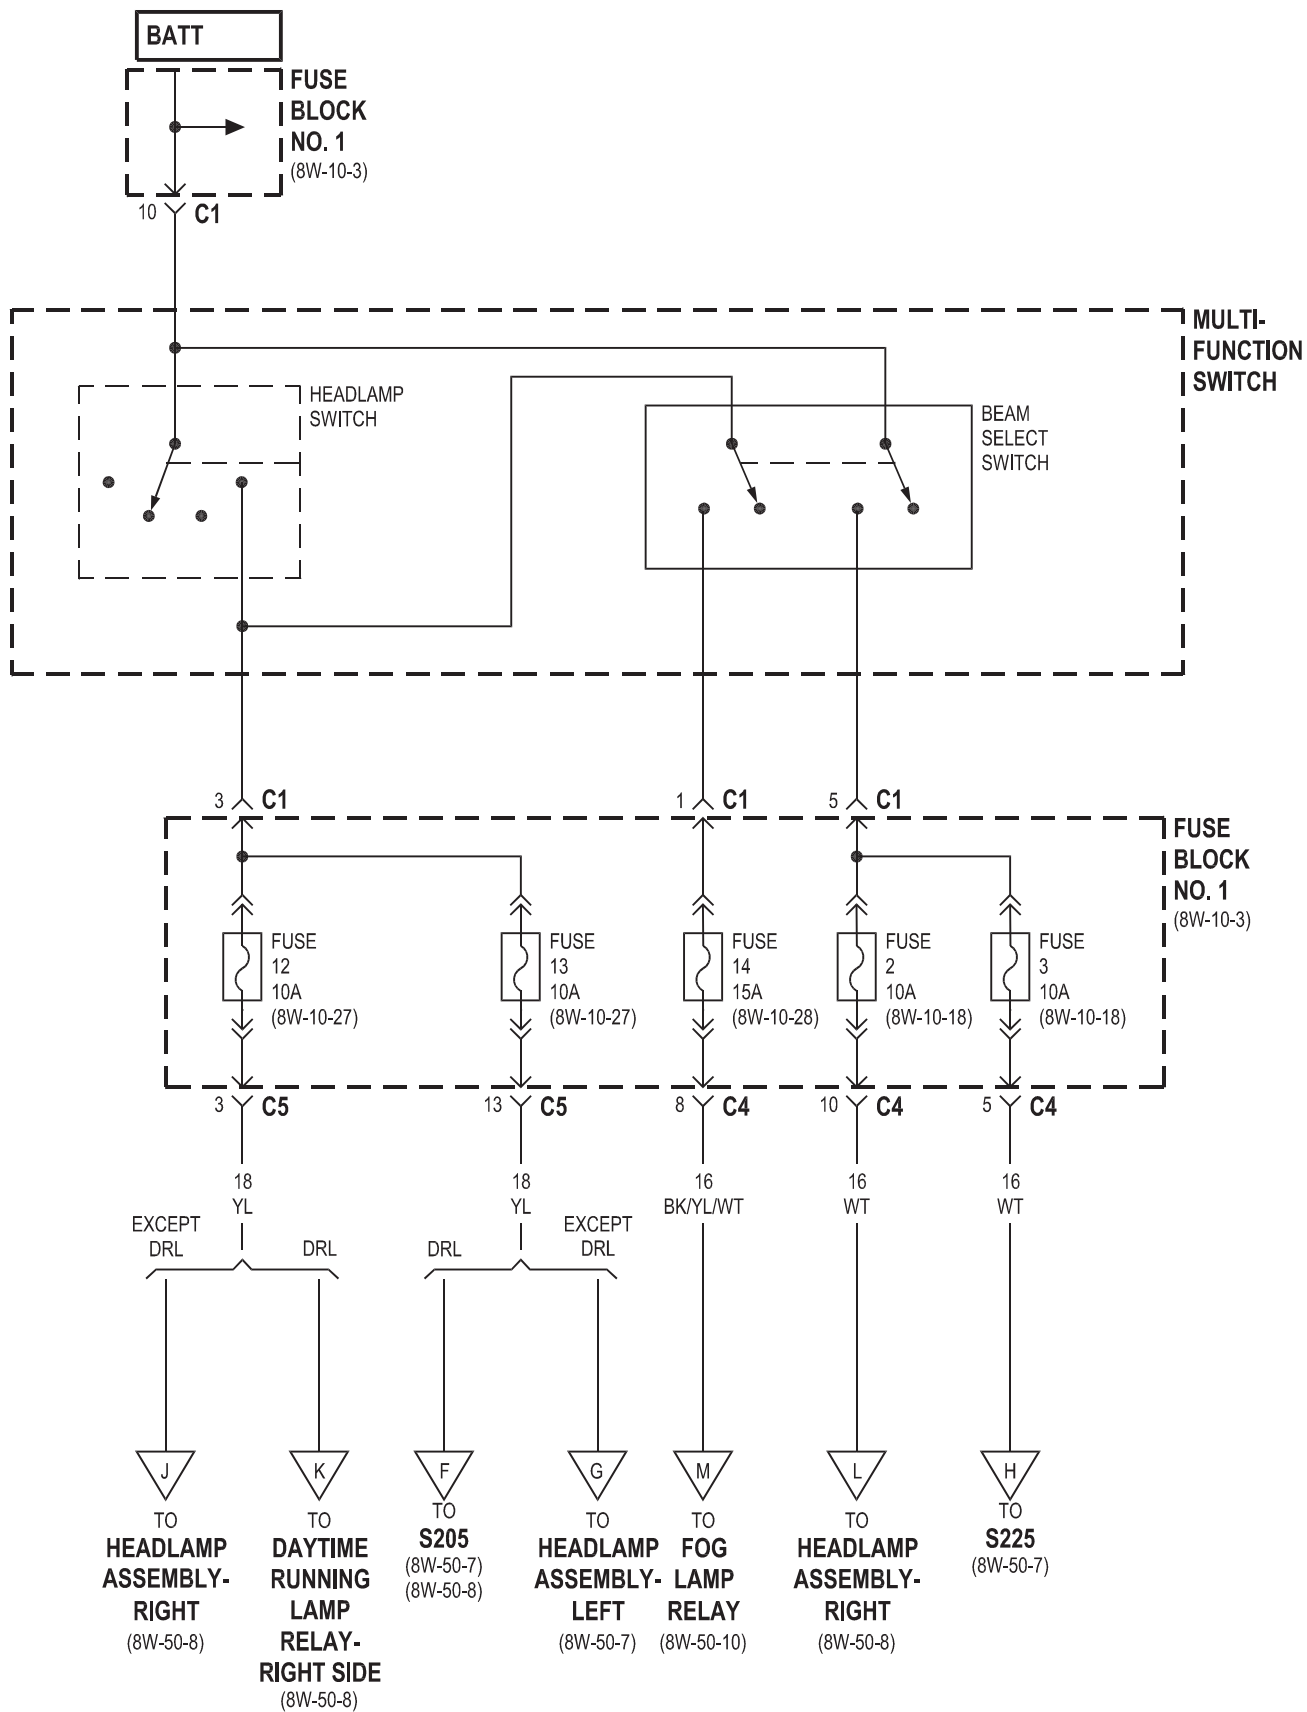 BATT
FUSE
BLOCK
NO. 1
(8W-10-3)
10
C1
MULTI-
FUNCTION
SWITCH
HEADLAMP
SWITCH
BEAM
SELECT
SWITCH
3 C1
1 C1
5 C1
FUSE
BLOCK
NO. 1
(8W-10-3)
FUSE
12
10A
(8W-10-27)
FUSE
13
10A
(8W-10-27)
FUSE
14
15A
(8W-10-28)
FUSE
2
10A
(8W-10-18)
FUSE
3
10A
(8W-10-18)
3 C5
13 C5
8 C4
10 C4
5 C4
18
YL
18
YL
16
BK/YL/WT
16
WT
16
WT
EXCEPT
DRL
DRL
DRL
EXCEPT
DRL
J
TO
HEADLAMP
ASSEMBLY-
RIGHT
(8W-50-8)
K
TO
DAYTIME
RUNNING
LAMP
RELAY-
RIGHT SIDE
(8W-50-8)
F
TO
S205
(8W-50-7)
(8W-50-8)
G
TO
HEADLAMP
ASSEMBLY-
LEFT
(8W-50-7)
M
TO
FOG
LAMP
RELAY
(8W-50-10)
L
TO
HEADLAMP
ASSEMBLY-
RIGHT
(8W-50-8)
H
TO
S225
(8W-50-7)